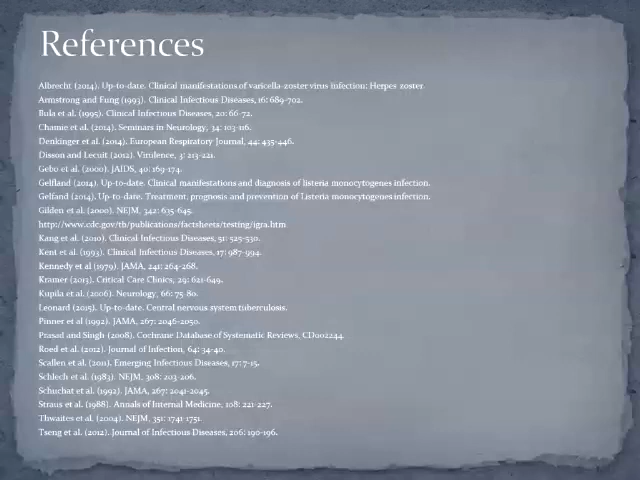 References
Albrecht (2014). Up-to-date. Clinical manifestations of varicella-zoster virus infection: Herpes zoster.
Armstrong and Fung (1993). Clinical Infectious Diseases, 16: 689-702.
Bula et al. (1995). Clinical Infectious Diseases, 20: 66-72.
Chamie et al. (2014). Seminars in Neurology, 34: 103-116.
Denkinger et al. (2014). European Respiratory Journal, 44: 435-446.
Disson and Lecuit (2012). Virulence, 3: 213-221.
Gebo et al. (2000). JAIDS, 40: 169-174.
Gelfland (2014). Up-to-date. Clinical manifestations and diagnosis of listeria monocytogenes infection.
Gelfand (2014). Up-to-date. Treatment, prognosis and prevention of Listeria monocytogenes infection.
Gilden et al. (2000). NEJM, 342: 635-645.
http://www.cdc.gov/tb/publications/factsheets/testing/igra.htm
Kang et al. (2010). Clinical Infectious Diseases, 51: 525-530.
Kent et al. (1993). Clinical Infectious Diseases, 17: 987-994.
Kennedy et al (1979). JAMA, 241: 264-268.
Kramer (2013). Critical Care Clinics, 29: 621-649.
Kupila et al. (2006). Neurology, 66: 75-80.
Leonard (2015). Up-to-date. Central nervous system tuberculosis.
Pinner et al (1992). JAMA, 267: 2046-2050.
Prasad and Singh (2008). Cochrane Database of Systematic Reviews, CD002244.
Roed et al. (2012). Journal of Infection, 64: 34-40.
Scallen et al. (2011). Emerging Infectious Diseases, 17: 7-15.
Schlech et al. (1983). NEJM, 308: 203-206.
Schuchat et al. (1992). JAMA, 267: 2041-2045.
Straus et al. (1988). Annals of Internal Medicine, 108: 221-227.
Thwaites et al. (2004). NEJM, 351: 1741-1751.
Tseng et al. (2012). Journal of Infectious Diseases, 206: 190-196.